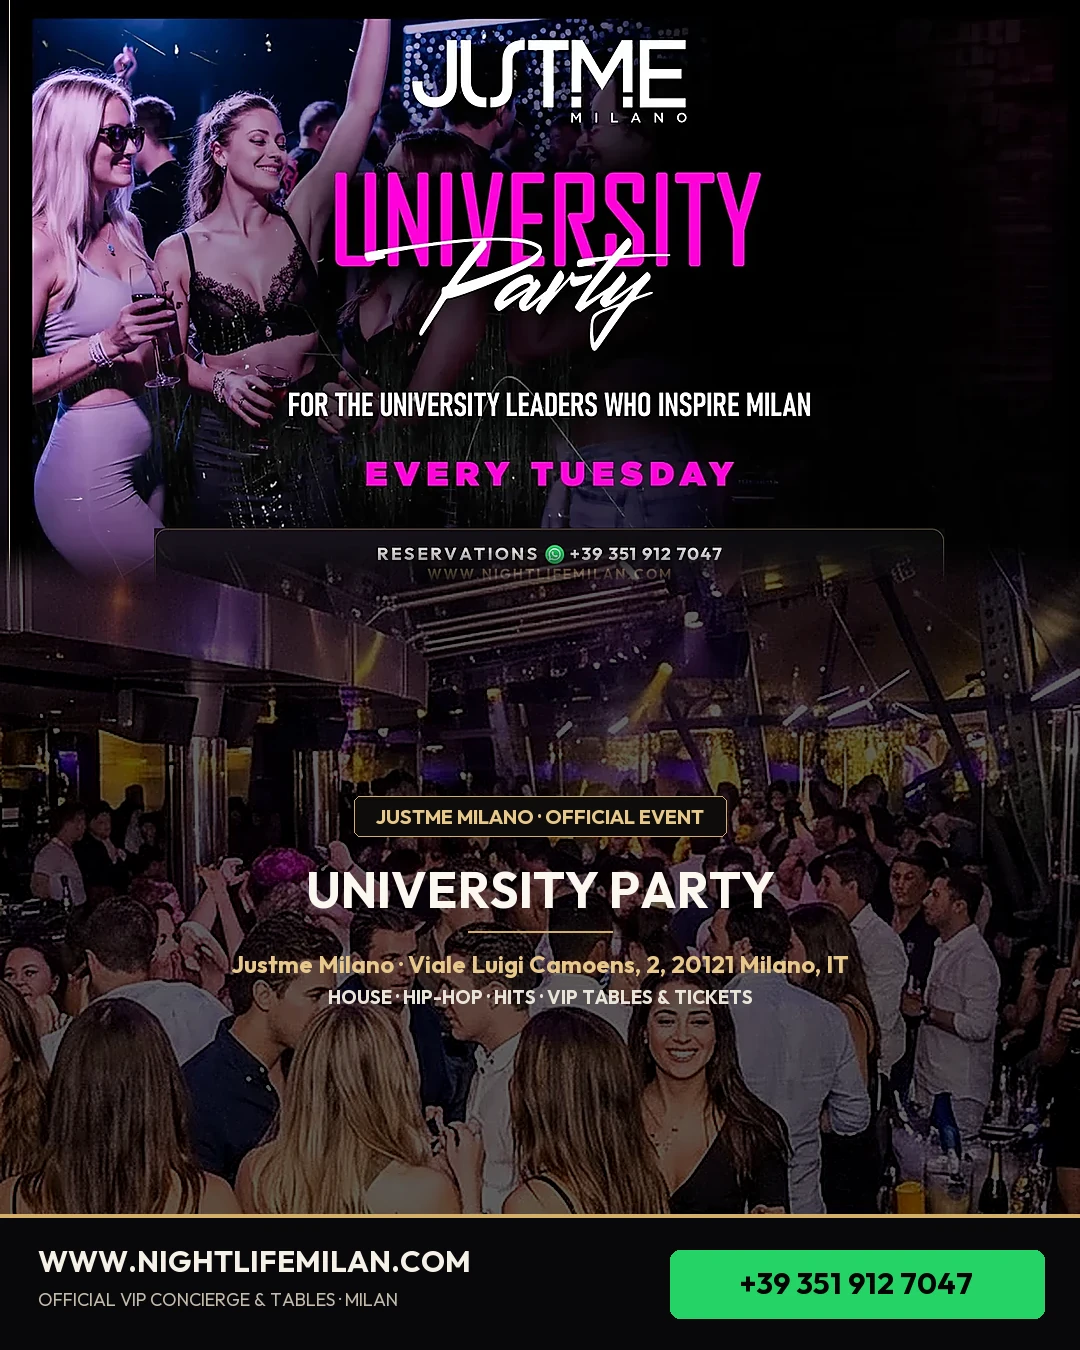 JUSTME
MILANO
UNIVERSITY
Party
FOR THE UNIVERSITY LEADERS WHO INSPIRE MILAN
EVERY TUESDAY
RESERVATIONS +39 351 912 7047
WWW.NIGHTLIFEMILAN.COM
JUSTME MILANO · OFFICIAL EVENT
UNIVERSITY PARTY
Justme Milano · Viale Luigi Camoens, 2, 20121 Milano, IT
HOUSE · HIP-HOP · HITS · VIP TABLES & TICKETS
WWW.NIGHTLIFEMILAN.COM
OFFICIAL VIP CONCIERGE & TABLES · MILAN
+39 351 912 7047